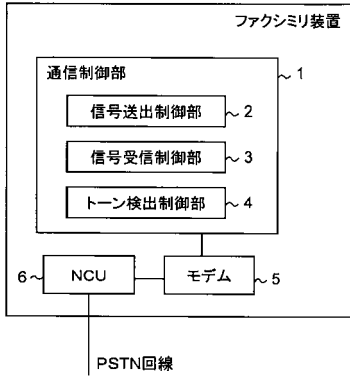 ファクシミリ装置
通信制御部
1
信号送出制御部
2
信号受信制御部
3
トーン検出制御部
4
6
NCU
モデム
5
PSTN回線